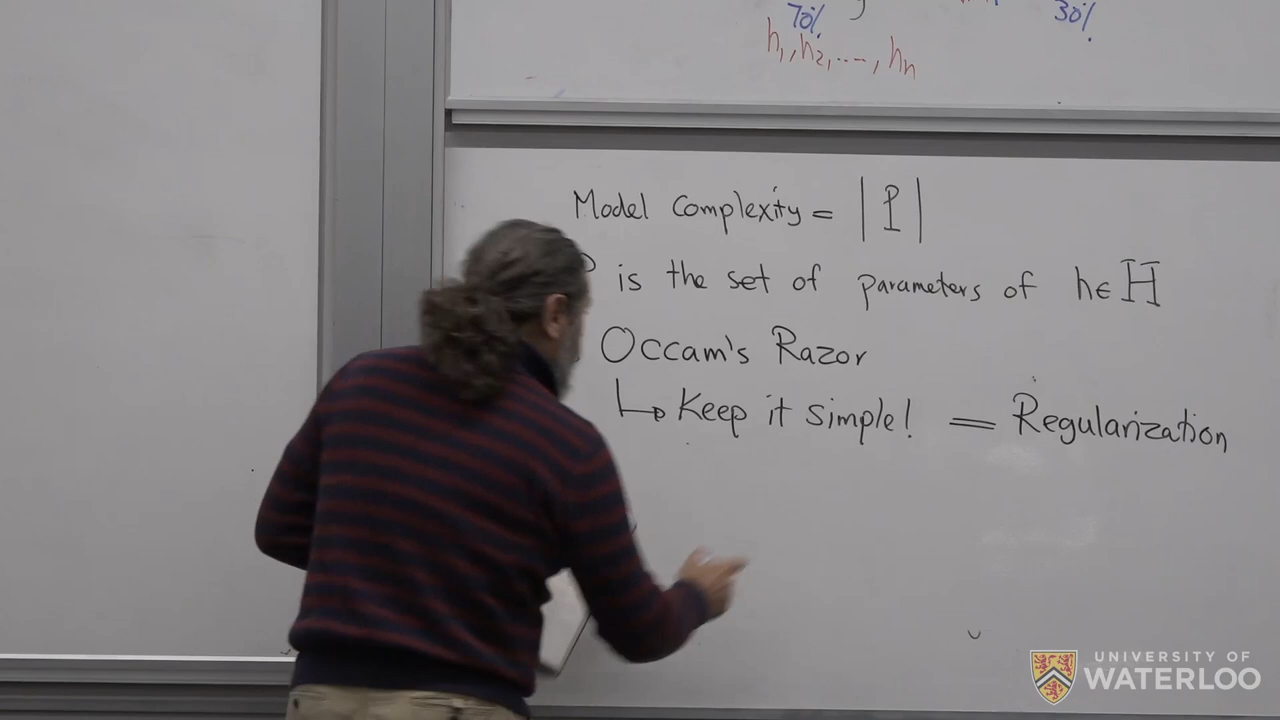 70% 30%
h1, h2, ...., hn
Model Complexity = |P|
P is the set of parameters of h∈H
Occam's Razor
↳ Keep it simple! = Regularization
UNIVERSITY OF
WATERLOO